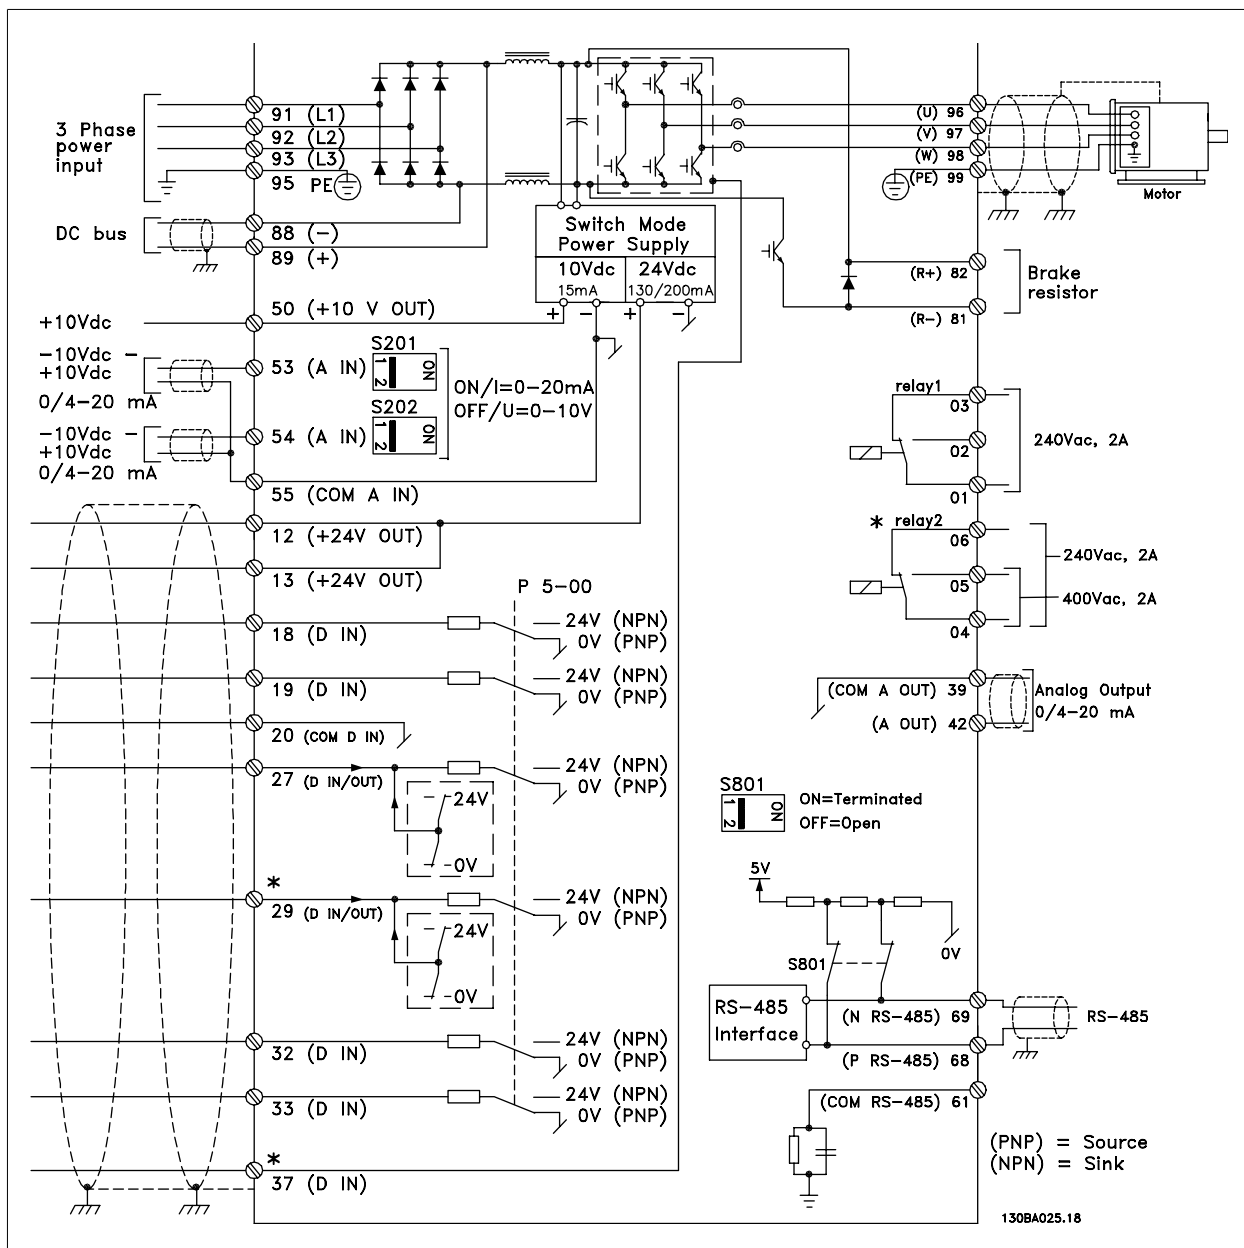 3 Phase
power
input
91 (L1)
92 (L2)
93 (L3)
95 PE
DC bus
88 (−)
89 (+)
+10Vdc
50 (+10 V OUT)
−10Vdc −
+10Vdc
0/4−20 mA
53 (A IN)
S201
1 2
ON
ON/I=0−20mA
OFF/U=0−10V
−10Vdc −
+10Vdc
0/4−20 mA
54 (A IN)
S202
1 2
ON
55 (COM A IN)
12 (+24V OUT)
13 (+24V OUT)
P 5−00
18 (D IN)
24V (NPN)
0V (PNP)
19 (D IN)
24V (NPN)
0V (PNP)
20 (COM D IN)
27 (D IN/OUT)
24V (NPN)
0V (PNP)
24V
0V
*
29 (D IN/OUT)
24V (NPN)
0V (PNP)
24V
0V
32 (D IN)
24V (NPN)
0V (PNP)
33 (D IN)
24V (NPN)
0V (PNP)
*
37 (D IN)
Switch Mode
Power Supply
10Vdc
15mA
24Vdc
130/200mA
+ − + −
(U) 96
(V) 97
(W) 98
(PE) 99
Motor
(R+) 82
(R−) 81
Brake
resistor
relay1
03
02
01
240Vac, 2A
* relay2
06
05
04
240Vac, 2A
400Vac, 2A
(COM A OUT) 39
(A OUT) 42
Analog Output
0/4−20 mA
S801
1 2
ON
ON=Terminated
OFF=Open
5V
S801
0V
RS−485
Interface
(N RS−485) 69
(P RS−485) 68
RS−485
(COM RS−485) 61
(PNP) = Source
(NPN) = Sink
130BA025.18